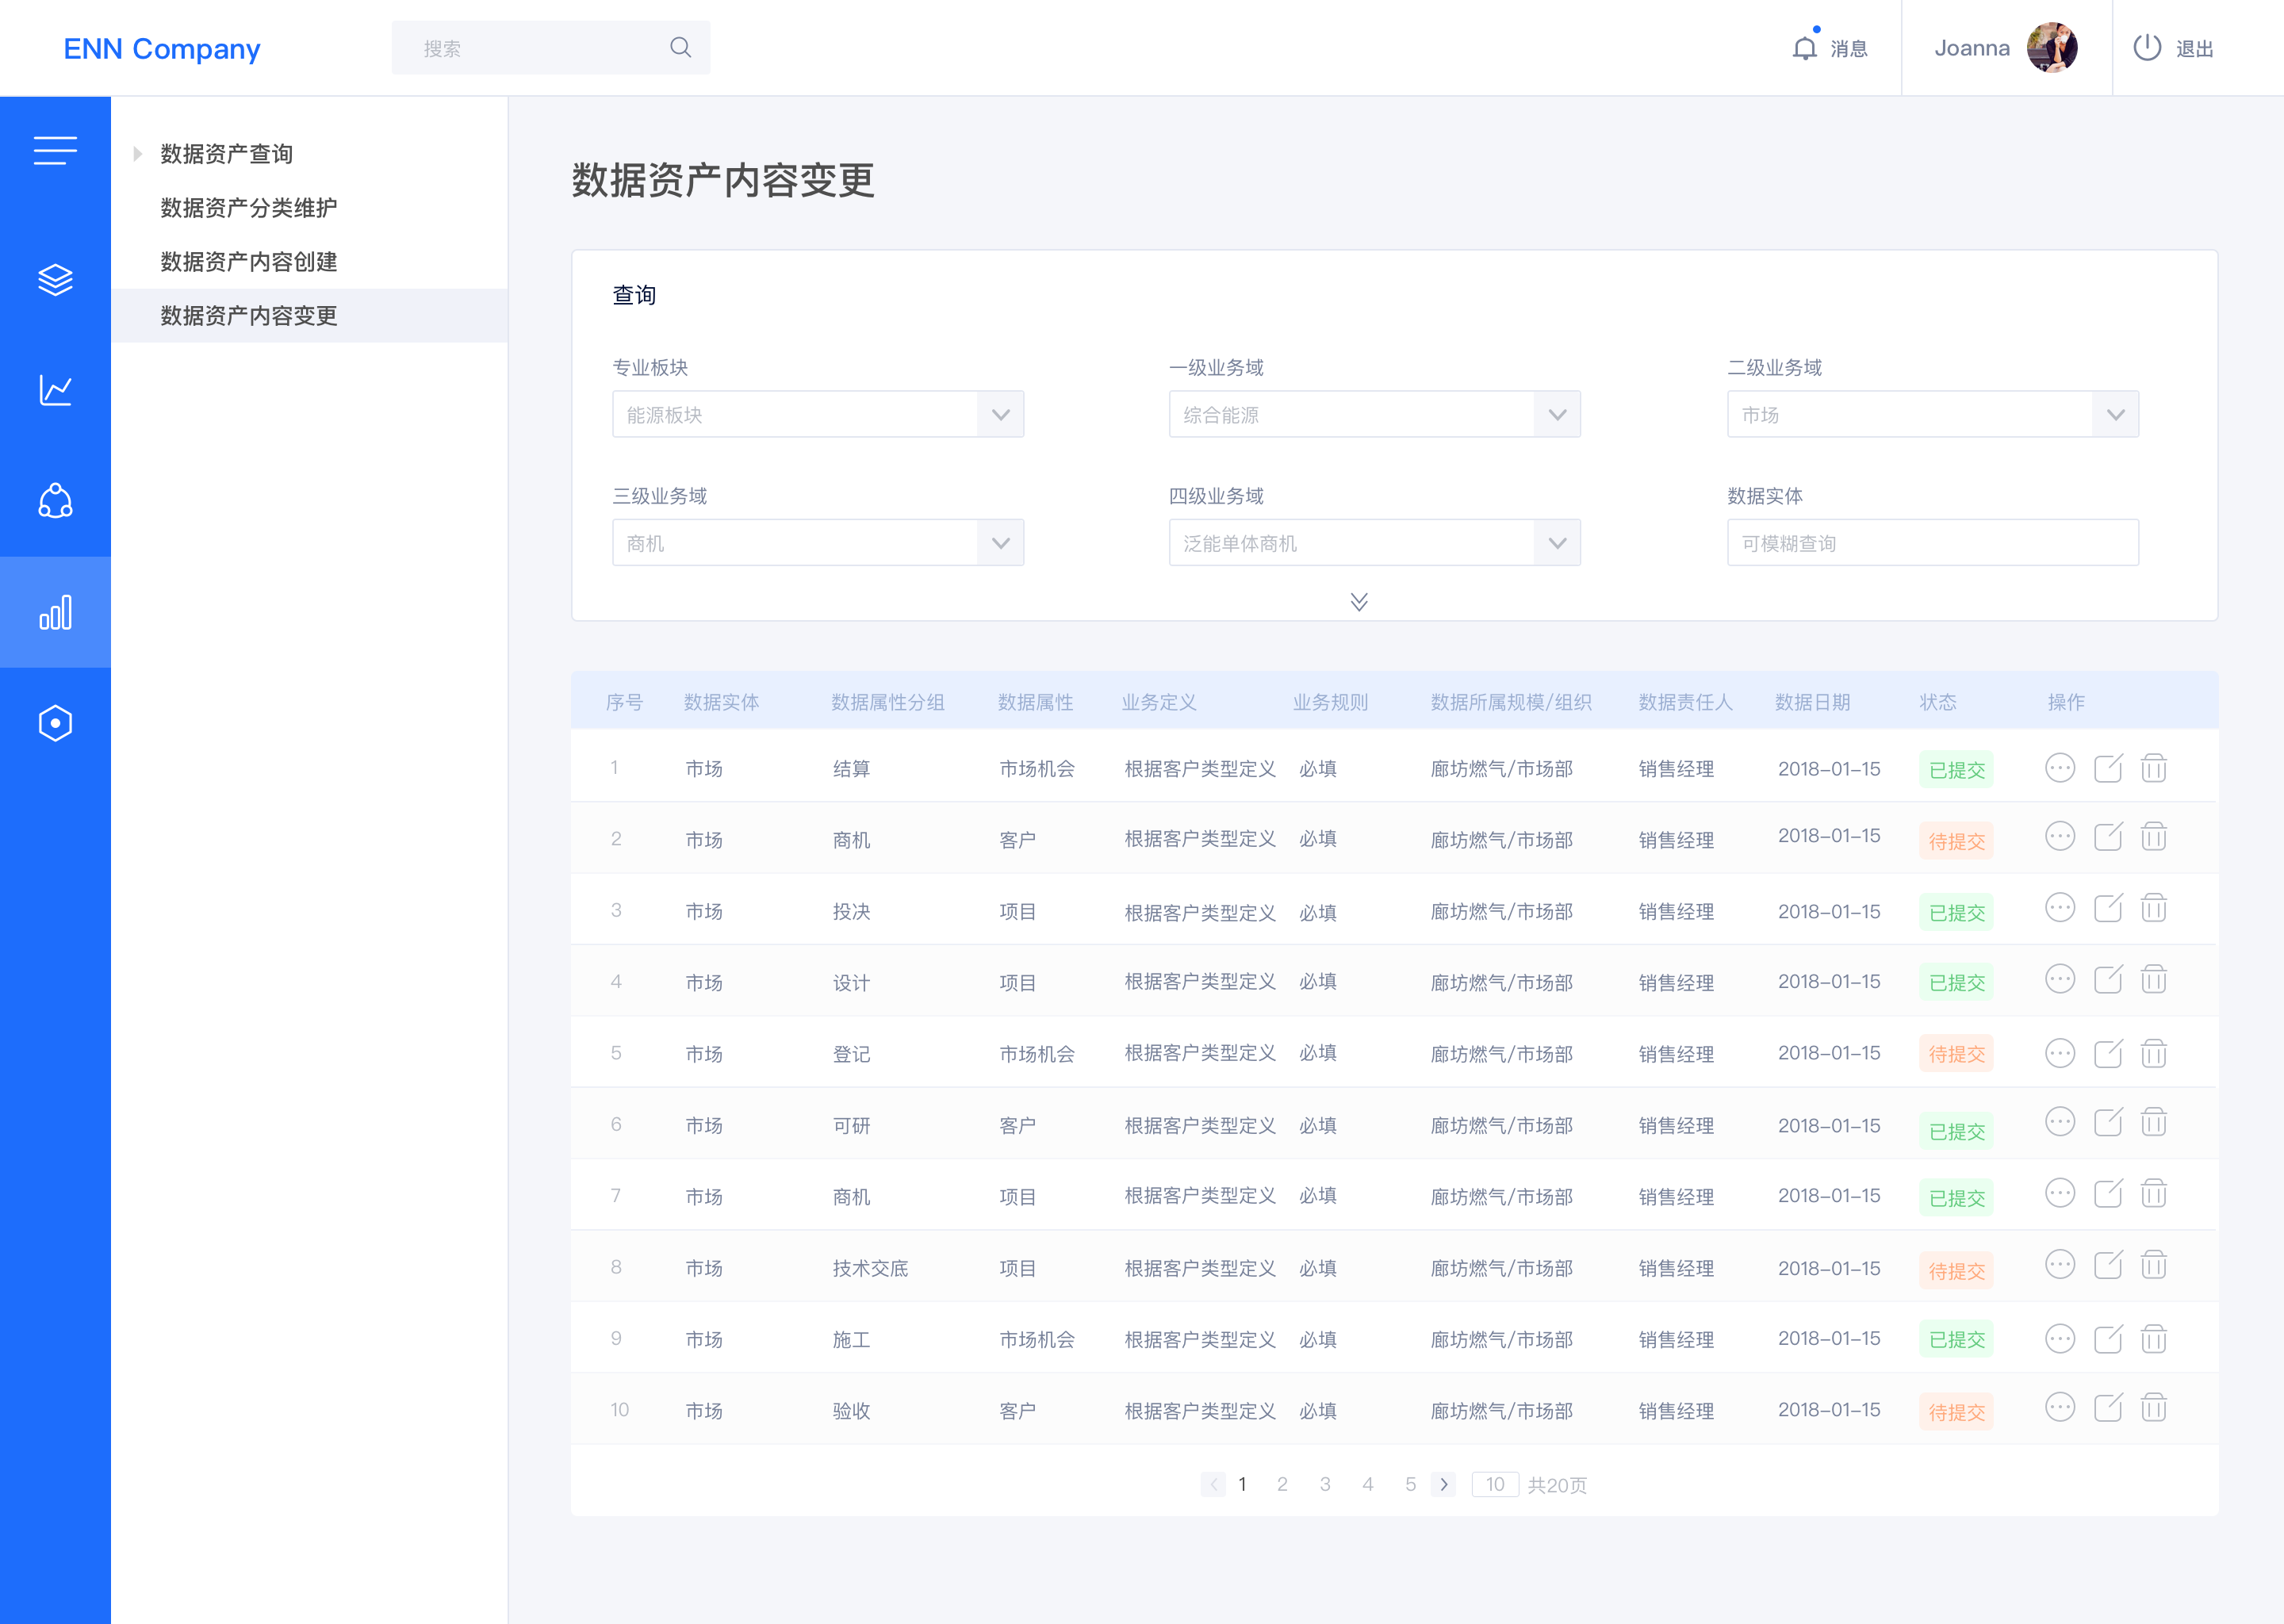 ENN Company 搜索 消息 Joanna 退出
数据资产查询
数据资产分类维护
数据资产内容创建
数据资产内容变更
数据资产内容变更
查询
专业板块 一级业务域 二级业务域
能源板块 综合能源 市场
三级业务域 四级业务域 数据实体
商机 泛能单体商机 可模糊查询
序号 数据实体 数据属性分组 数据属性 业务定义 业务规则 数据所属规模/组织 数据责任人 数据日期 状态 操作
1 市场 结算 市场机会 根据客户类型定义 必填 廊坊燃气/市场部 销售经理 2018-01-15 已提交
2 市场 商机 客户 根据客户类型定义 必填 廊坊燃气/市场部 销售经理 2018-01-15 待提交
3 市场 投决 项目 根据客户类型定义 必填 廊坊燃气/市场部 销售经理 2018-01-15 已提交
4 市场 设计 项目 根据客户类型定义 必填 廊坊燃气/市场部 销售经理 2018-01-15 已提交
5 市场 登记 市场机会 根据客户类型定义 必填 廊坊燃气/市场部 销售经理 2018-01-15 待提交
6 市场 可研 客户 根据客户类型定义 必填 廊坊燃气/市场部 销售经理 2018-01-15 已提交
7 市场 商机 项目 根据客户类型定义 必填 廊坊燃气/市场部 销售经理 2018-01-15 已提交
8 市场 技术交底 项目 根据客户类型定义 必填 廊坊燃气/市场部 销售经理 2018-01-15 待提交
9 市场 施工 市场机会 根据客户类型定义 必填 廊坊燃气/市场部 销售经理 2018-01-15 已提交
10 市场 验收 客户 根据客户类型定义 必填 廊坊燃气/市场部 销售经理 2018-01-15 待提交
1 2 3 4 5 10 共20页